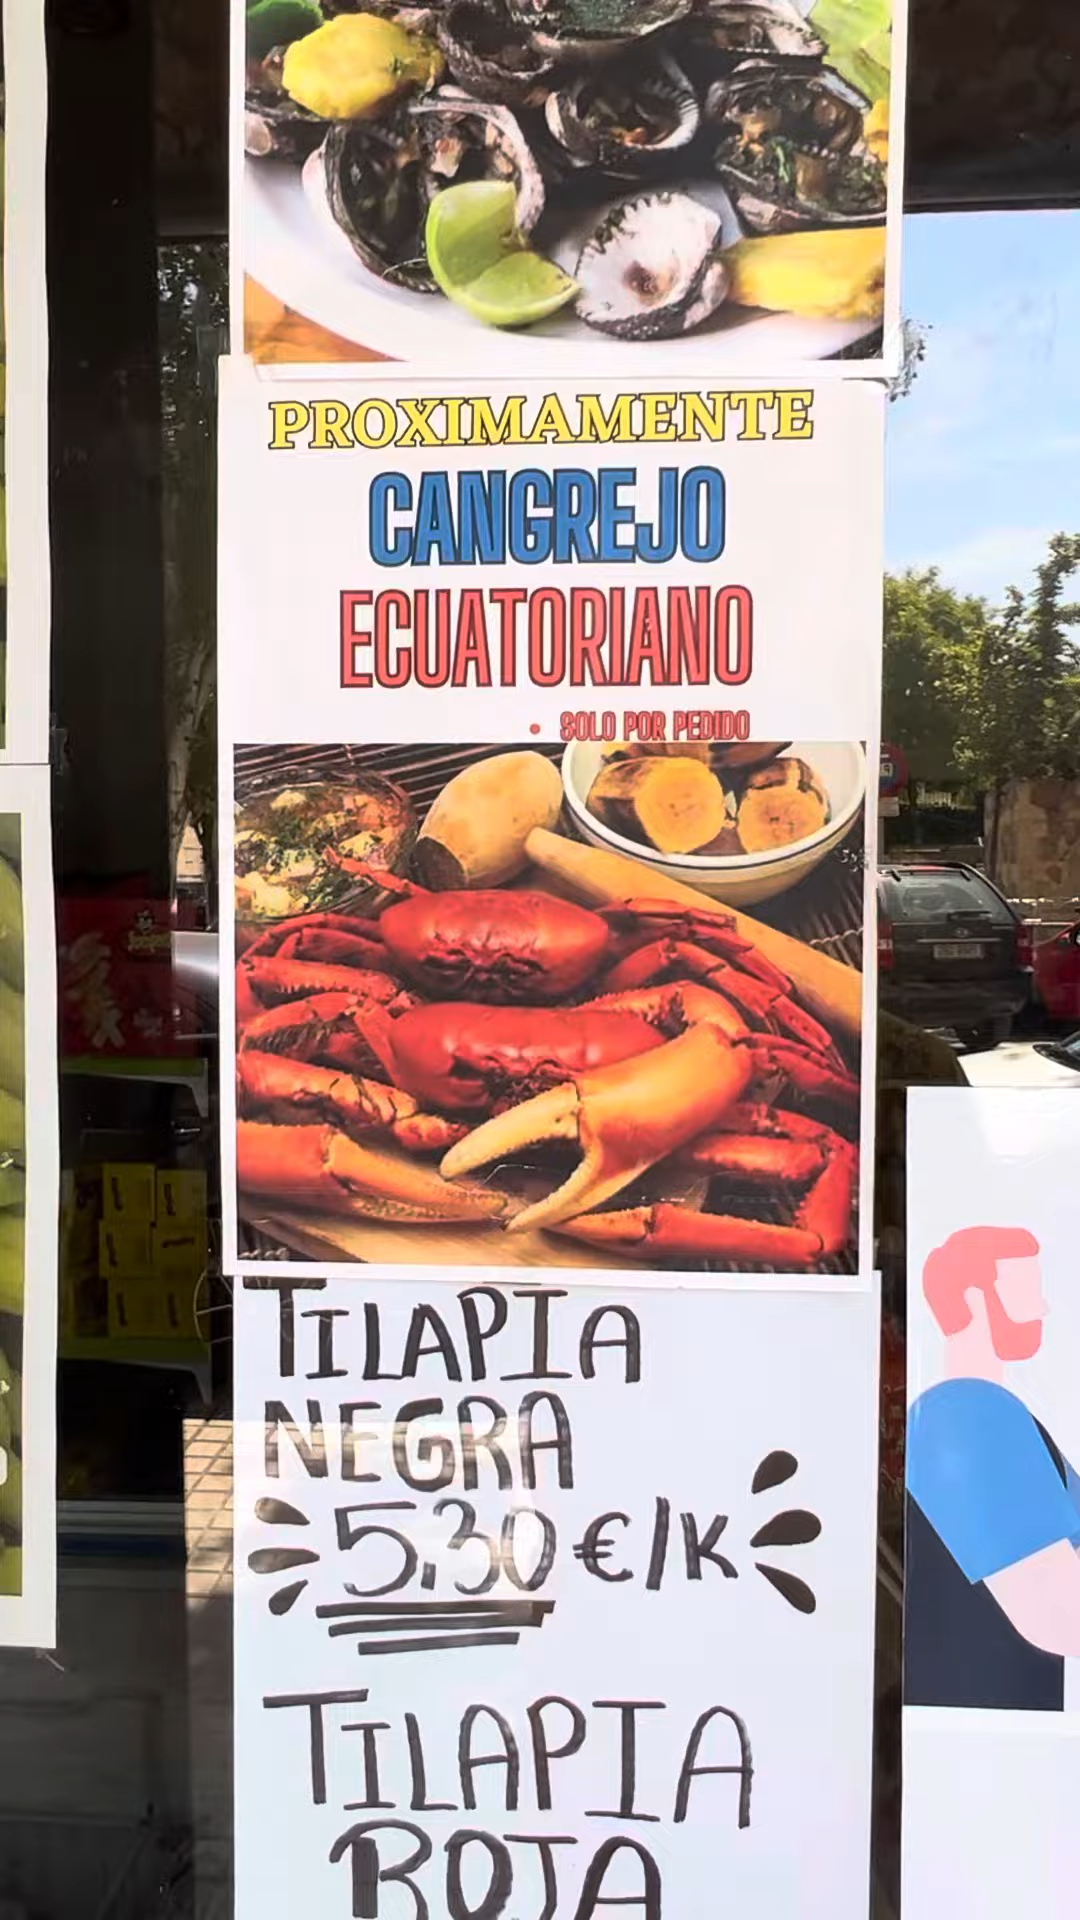 PROXIMAMENTE
CANGREJO
ECUATORIANO
• SOLO POR PEDIDO
TILAPIA
NEGRA
5,30 €/K
TILAPIA
ROJA